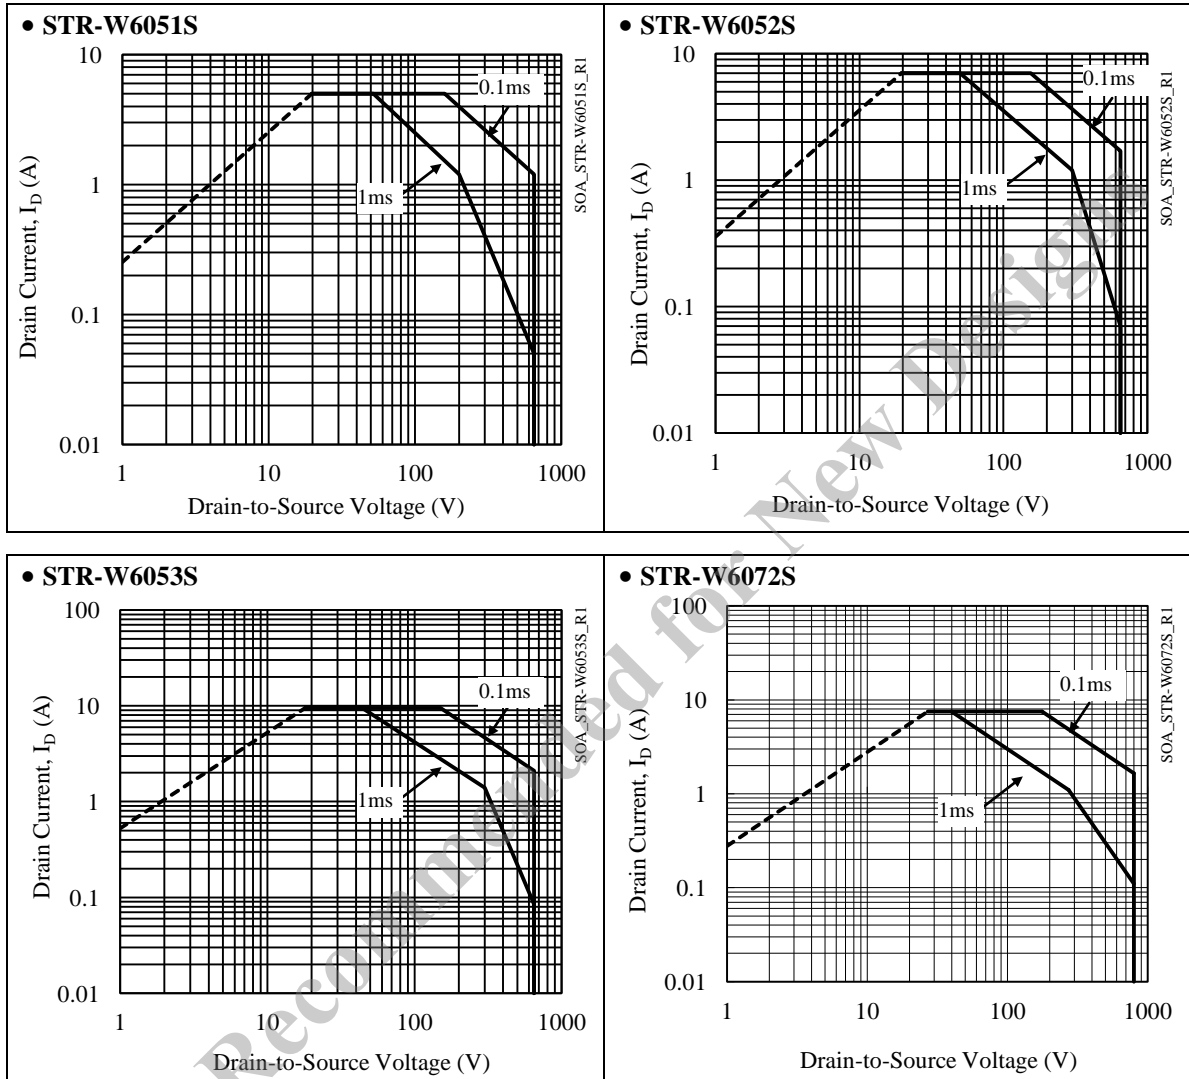 • STR-W6051S
10
1
0.1
0.01
1 10 100 1000
Drain-to-Source Voltage (V)
Drain Current, I_D (A)
0.1ms
1ms
SOA_STR-W6051S_R1
• STR-W6052S
10
1
0.1
0.01
1 10 100 1000
Drain-to-Source Voltage (V)
Drain Current, I_D (A)
0.1ms
1ms
SOA_STR-W6052S_R1
• STR-W6053S
100
10
1
0.1
0.01
1 10 100 1000
Drain-to-Source Voltage (V)
Drain Current, I_D (A)
0.1ms
1ms
SOA_STR-W6053S_R1
• STR-W6072S
100
10
1
0.1
0.01
1 10 100 1000
Drain-to-Source Voltage (V)
Drain Current, I_D (A)
0.1ms
1ms
SOA_STR-W6072S_R1
Recommended for New Designs